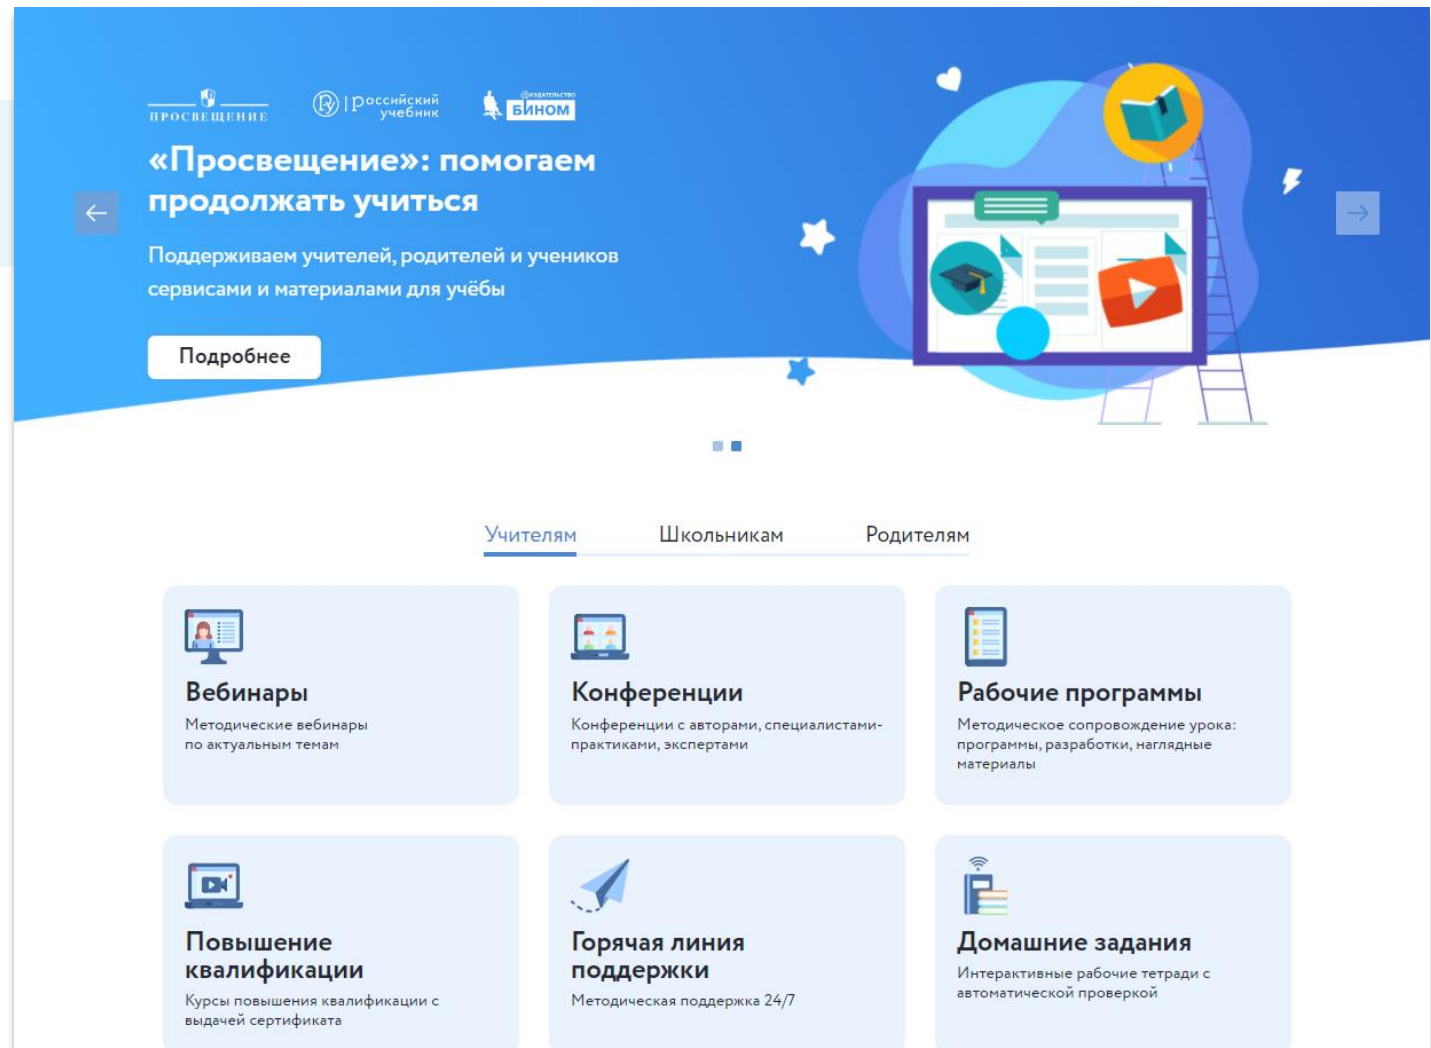 ПРОСВЕЩЕНИЕ
российский
учебник
издательство
БИНОМ
«Просвещение»: помогаем
продолжать учиться
Поддерживаем учителей, родителей и учеников
сервисами и материалами для учёбы
Подробнее
Учителям
Школьникам
Родителям
Вебинары
Методические вебинары
по актуальным темам
Конференции
Конференции с авторами, специалистами-
практиками, экспертами
Рабочие программы
Методическое сопровождение урока:
программы, разработки, наглядные
материалы
Повышение
квалификации
Курсы повышения квалификации с
выдачей сертификата
Горячая линия
поддержки
Методическая поддержка 24/7
Домашние задания
Интерактивные рабочие тетради с
автоматической проверкой